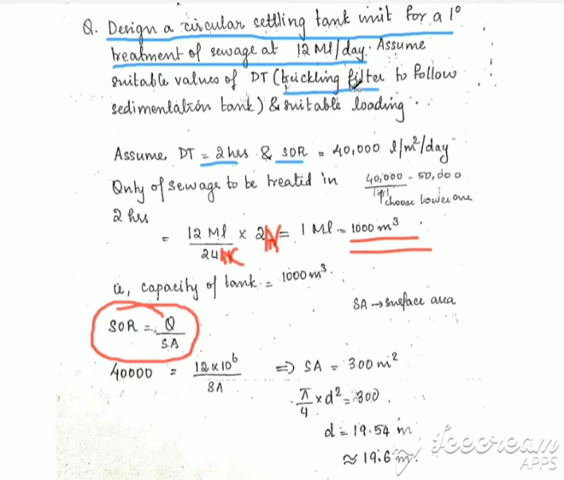 Q. Design a circular settling tank unit for a 1°
treatment of sewage at 12 Ml/day. Assume
suitable values of DT (trickling filter to follow
sedimentation tank) & suitable loading.
Assume DT = 2 hrs & SOR = 40,000 l/m²/day
Qnty of sewage to be treated in
2 hrs
40,000 - 50,000
choose lower one
= 12 Ml / 24 hr × 2 hr = 1 Ml = 1000 m³
ie, capacity of tank = 1000 m³.
SA → surface area
SOR = Q / SA
40000 = 12×10⁶ / SA ⇒ SA = 300 m²
π/4 × d² = 300
d = 19.54 m
≈ 19.6 m.
Icecream
APPS